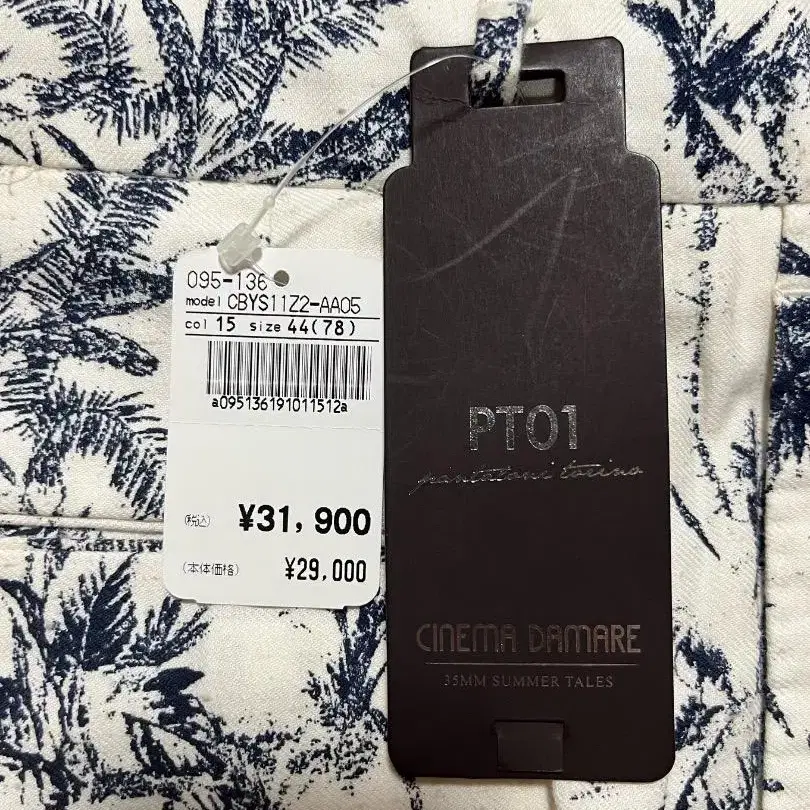 095-136
model CBYS11Z2-AA05
col 15 size 44(78)
a095136191011512a
(税込) ¥31,900
(本体価格) ¥29,000
PT01
pantaloni torino
CINEMA DAMARE
35MM SUMMER TALES